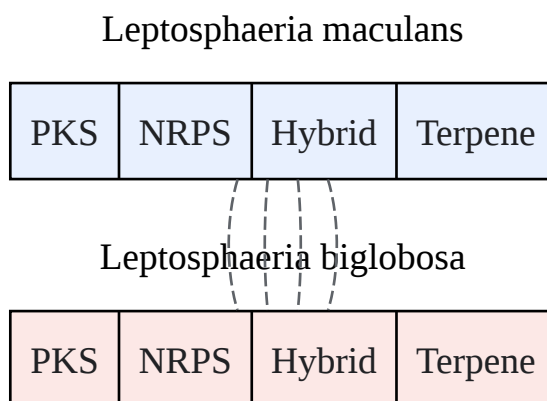 Leptosphaeria maculans
PKS NRPS Hybrid Terpene
Leptosphaeria biglobosa
PKS NRPS Hybrid Terpene